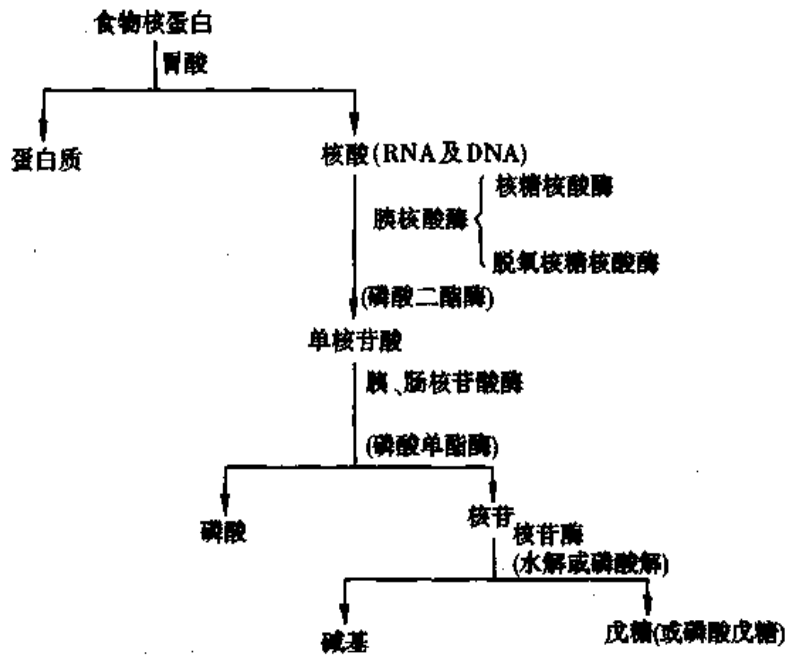 食物核蛋白
胃酸
蛋白质
核酸(RNA及DNA)
胰核酸酶
核糖核酸酶
脱氧核糖核酸酶
(磷酸二酯酶)
单核苷酸
胰、肠核苷酸酶
(磷酸单酯酶)
磷酸
核苷
核苷酶
(水解或磷酸解)
碱基
戊糖(或磷酸戊糖)